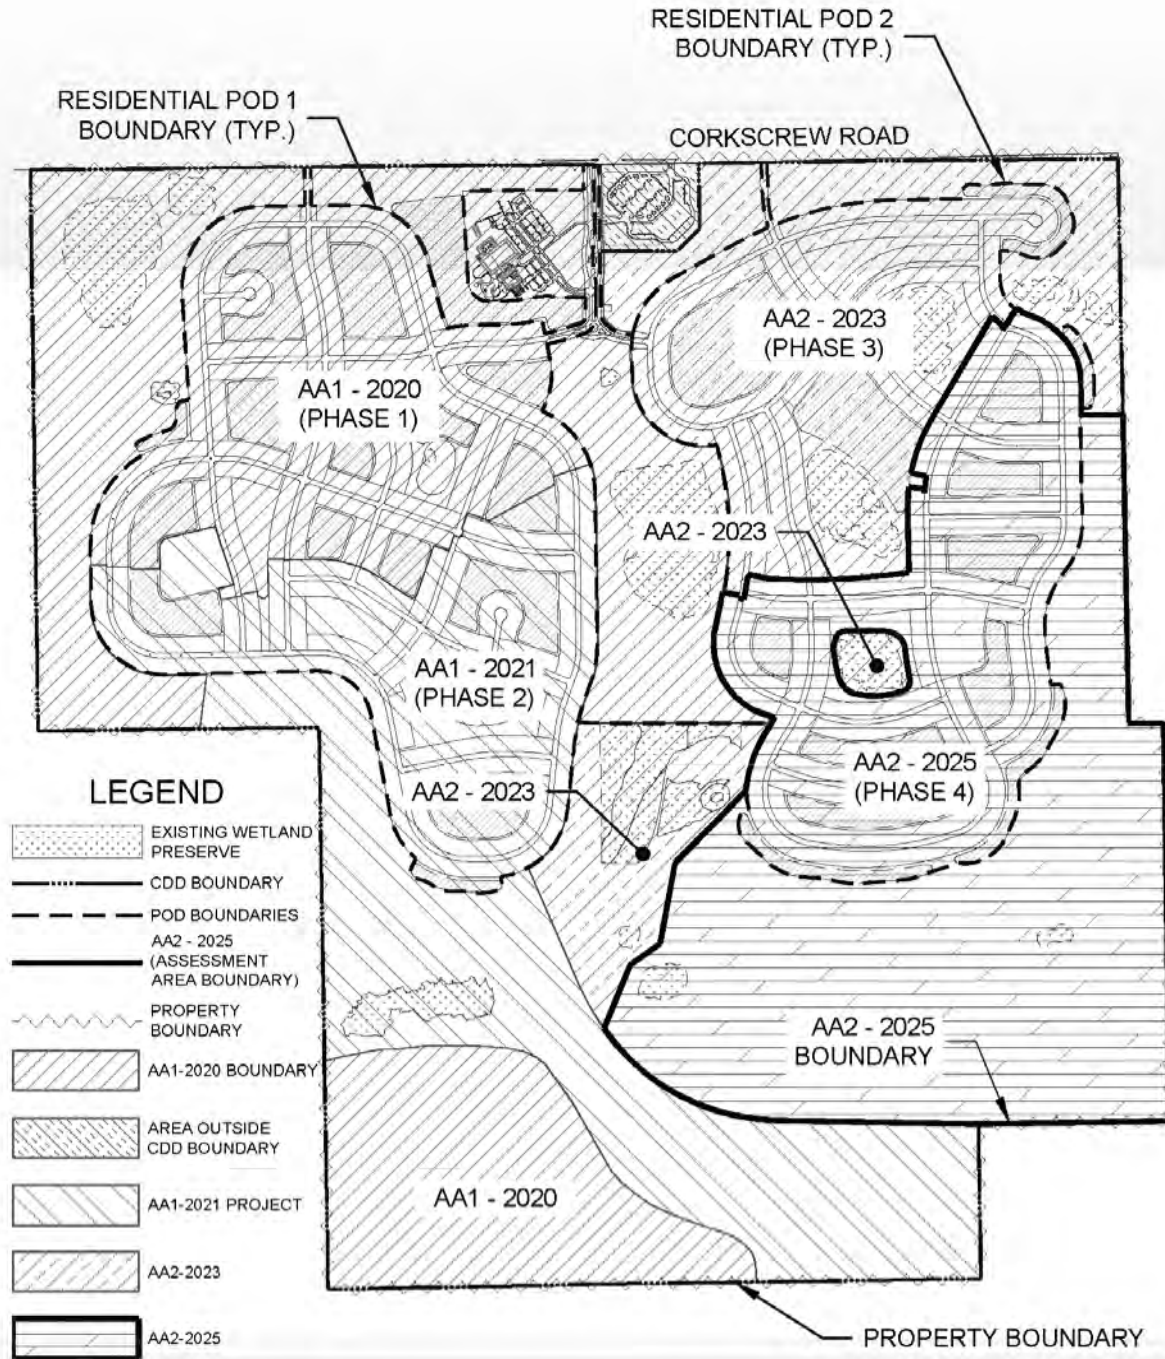 RESIDENTIAL POD 2
BOUNDARY (TYP.)
RESIDENTIAL POD 1
BOUNDARY (TYP.)
CORKSCREW ROAD
AA2 - 2023
(PHASE 3)
AA1 - 2020
(PHASE 1)
AA2 - 2023
AA1 - 2021
(PHASE 2)
AA2 - 2025
(PHASE 4)
AA2 - 2023
LEGEND
EXISTING WETLAND
PRESERVE
CDD BOUNDARY
POD BOUNDARIES
AA2 - 2025
(ASSESSMENT
AREA BOUNDARY)
PROPERTY
BOUNDARY
AA1-2020 BOUNDARY
AREA OUTSIDE
CDD BOUNDARY
AA1-2021 PROJECT
AA2-2023
AA2-2025
AA2 - 2025
BOUNDARY
AA1 - 2020
PROPERTY BOUNDARY